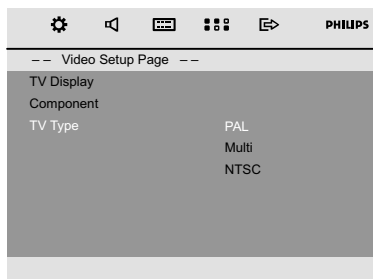 PHILIPS
-- Video Setup Page --
TV Display
Component
TV Type PAL
Multi
NTSC